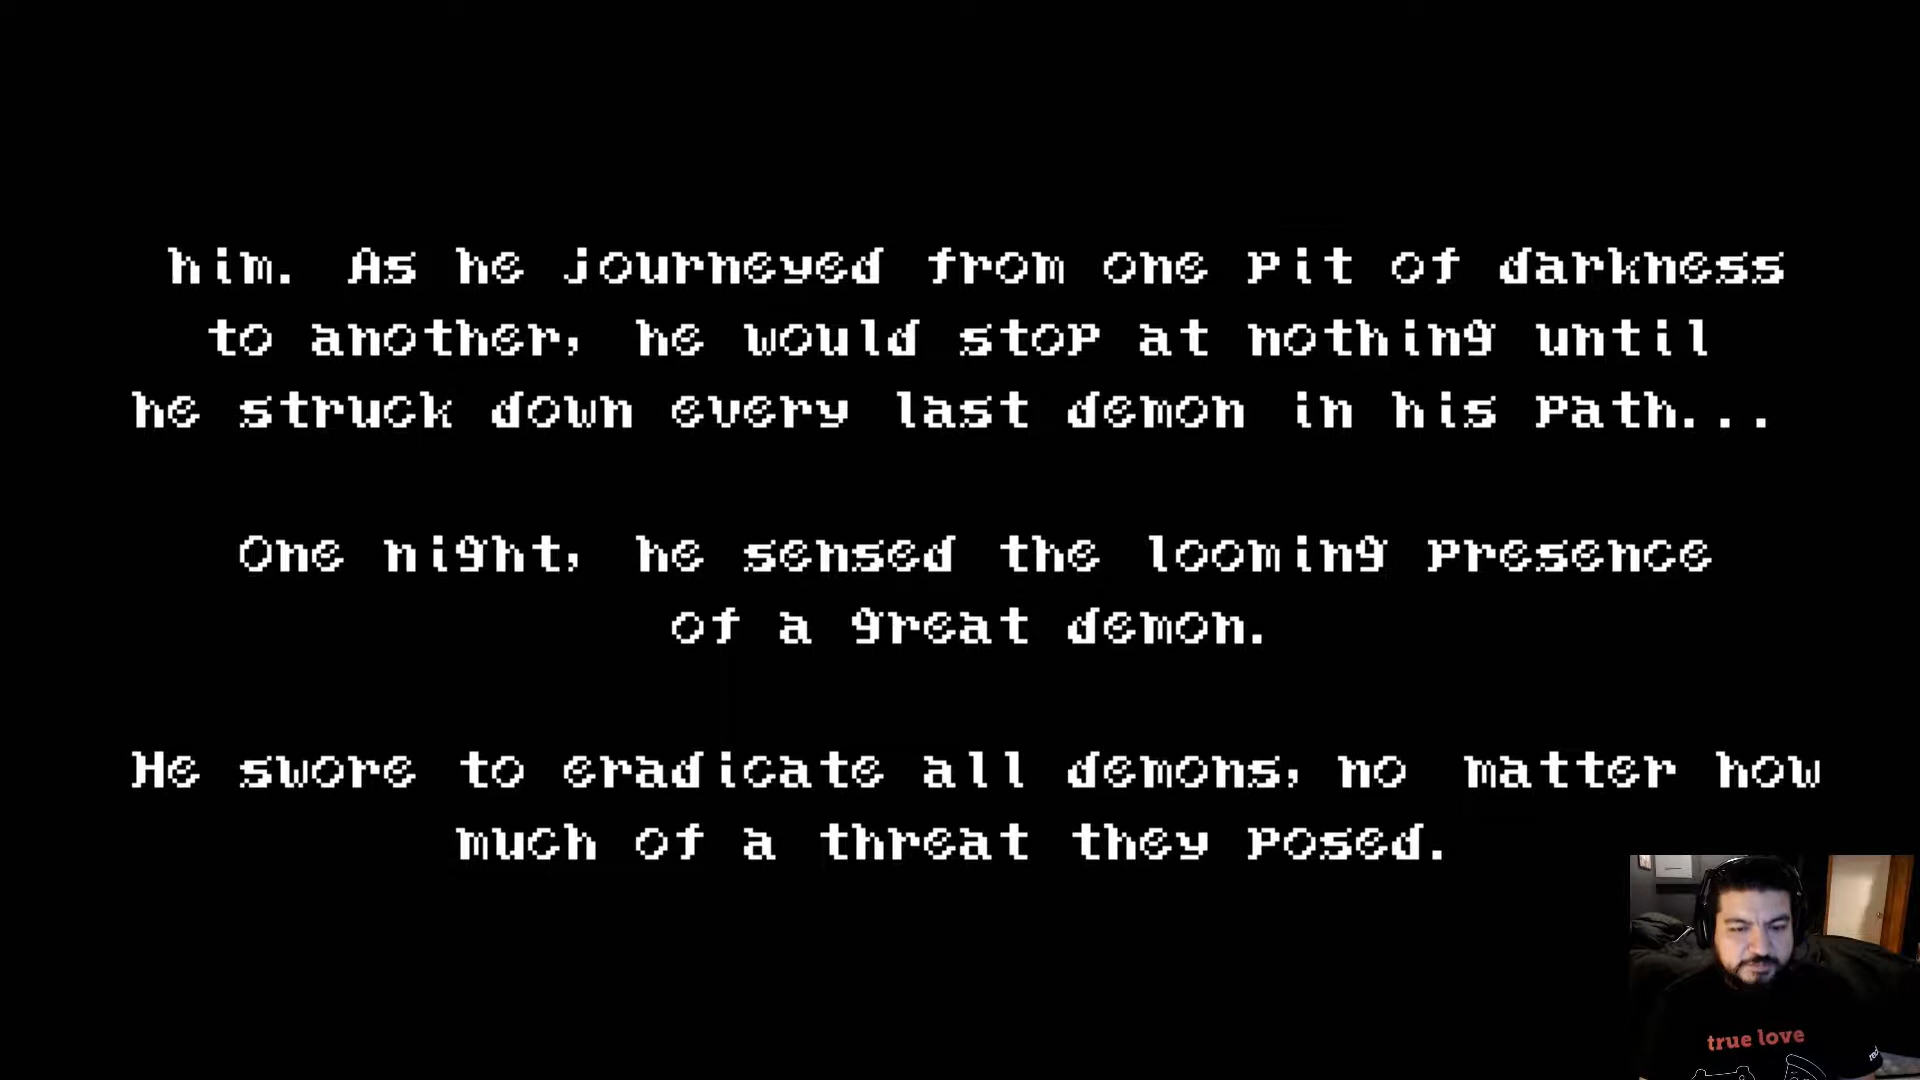 him. As he journeyed from one pit of darkness
to another, he would stop at nothing until
he struck down every last demon in his path...
One night, he sensed the looming presence
of a great demon.
He swore to eradicate all demons, no matter how
much of a threat they posed.
true love
red